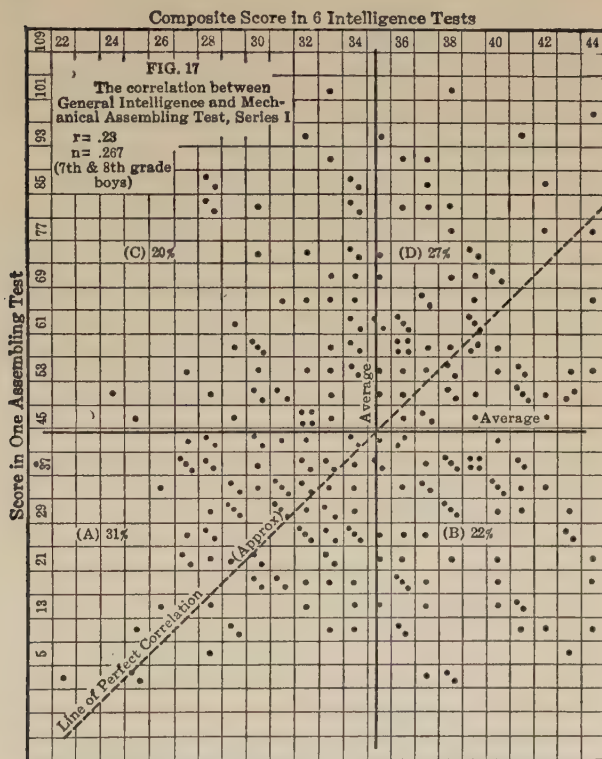 Composite Score in 6 Intelligence Tests
22 24 26 28 30 32 34 36 38 40 42 44
109
101
93
85
77
69
61
53
45
37
29
21
13
5
Score in One Assembling Test
FIG. 17
The correlation between
General Intelligence and Mech-
anical Assembling Test, Series I
r= .23
n= .267
(7th & 8th grade
boys)
(C) 20%
(D) 27%
Average
Average
(A) 31%
(B) 22%
Line of Perfect Correlation (Approx)